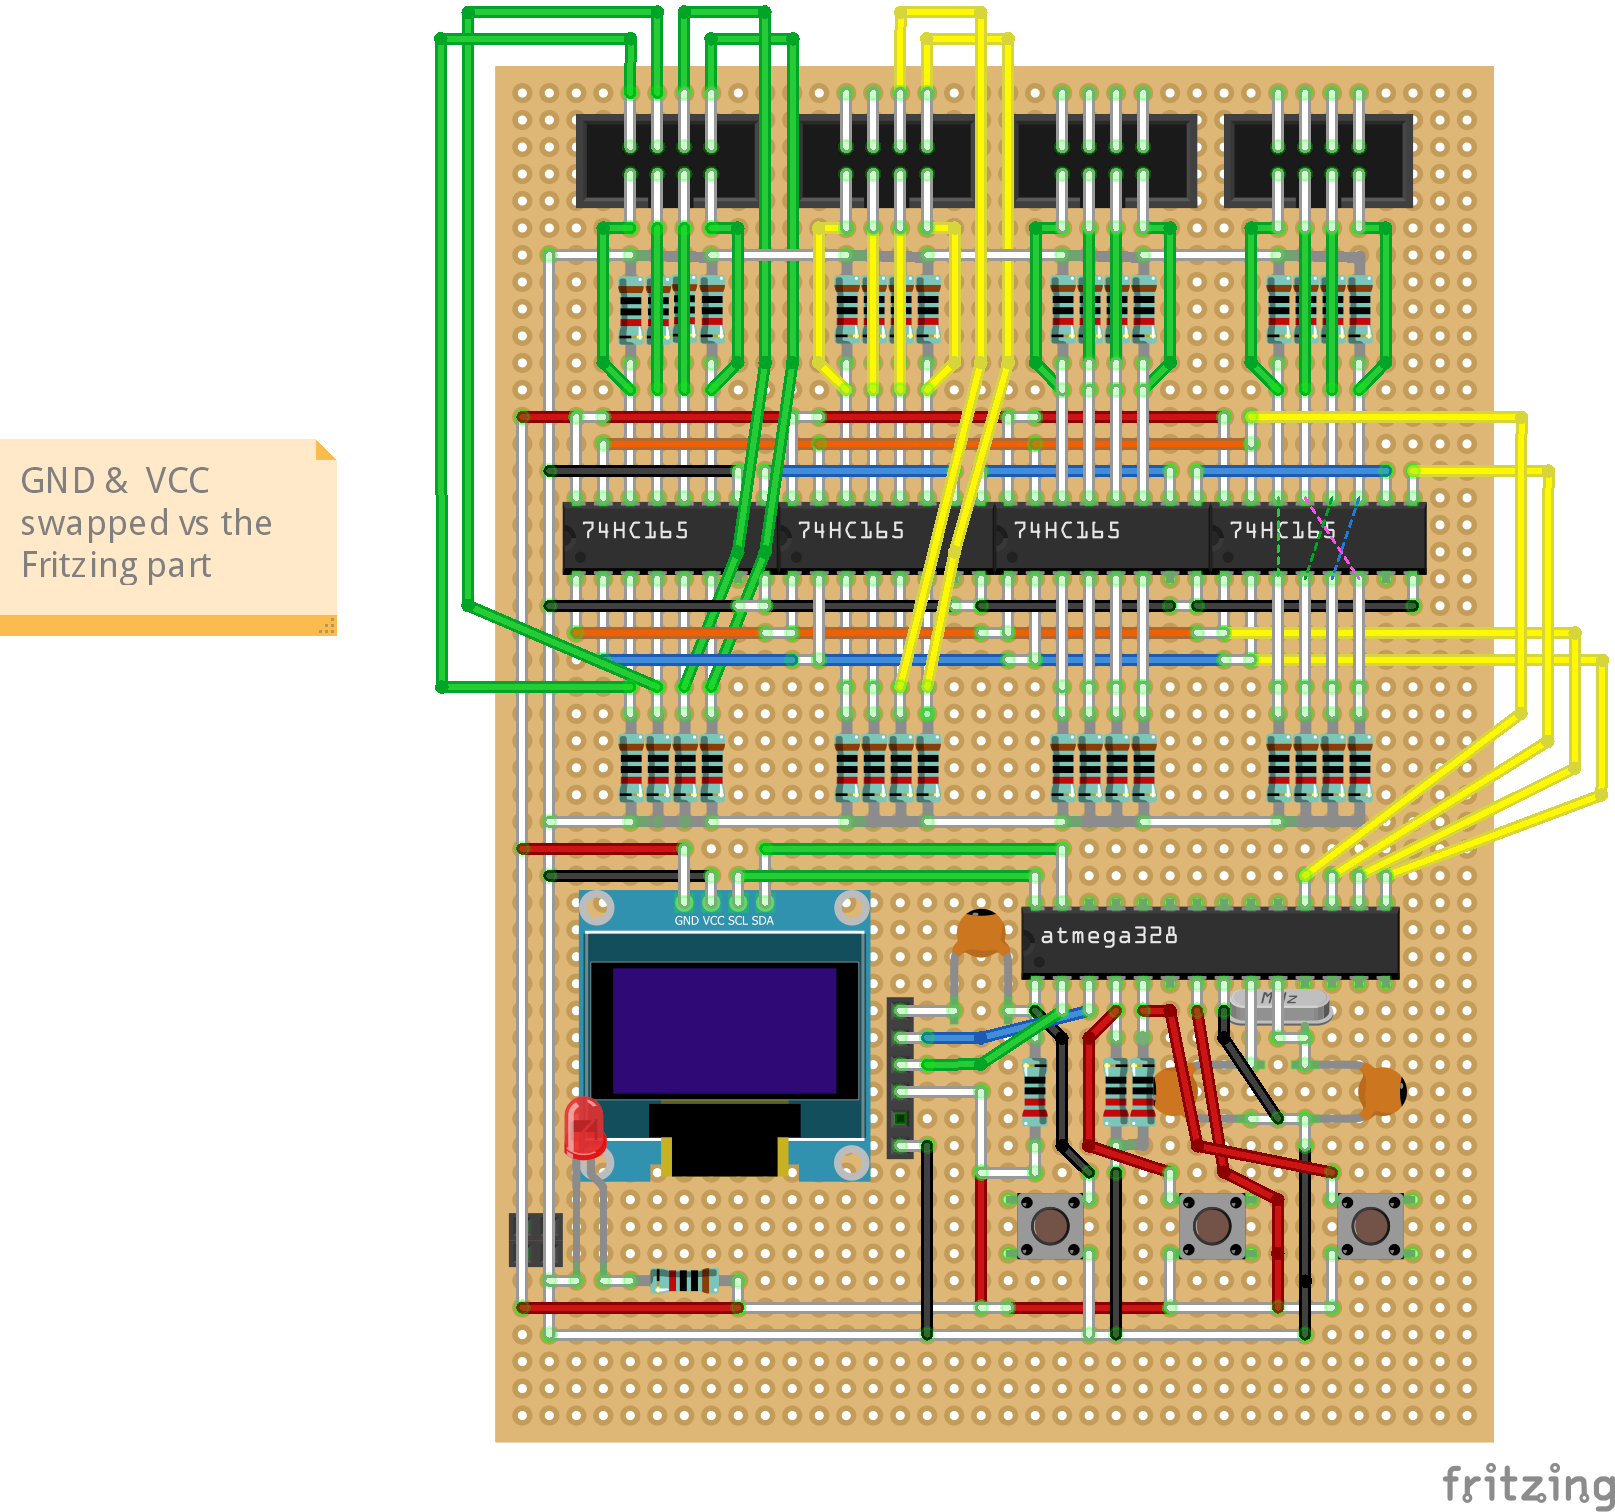 GND & VCC
swapped vs the
Fritzing part
74HC165
74HC165
74HC165
74HC165
GND VCC SCL SDA
atmega328
MHz
fritzing